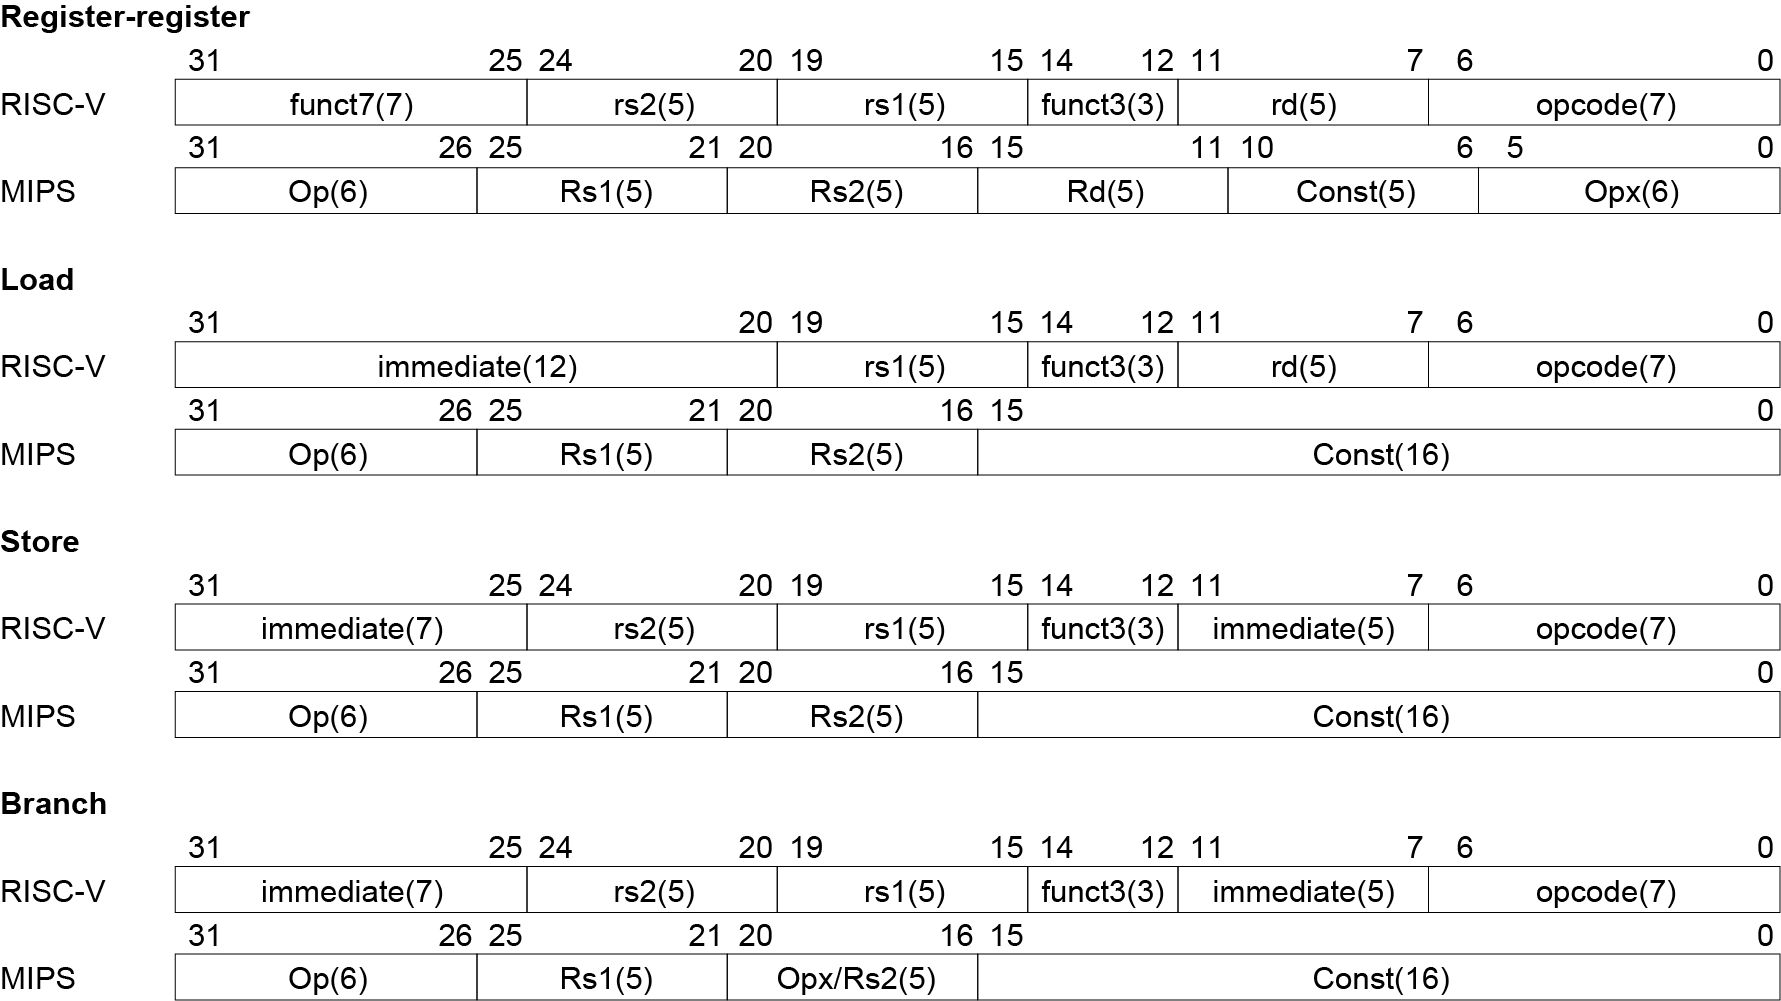 Register-register
31 25 24 20 19 15 14 12 11 7 6 0
RISC-V funct7(7) rs2(5) rs1(5) funct3(3) rd(5) opcode(7)
31 26 25 21 20 16 15 11 10 6 5 0
MIPS Op(6) Rs1(5) Rs2(5) Rd(5) Const(5) Opx(6)
Load
31 20 19 15 14 12 11 7 6 0
RISC-V immediate(12) rs1(5) funct3(3) rd(5) opcode(7)
31 26 25 21 20 16 15 0
MIPS Op(6) Rs1(5) Rs2(5) Const(16)
Store
31 25 24 20 19 15 14 12 11 7 6 0
RISC-V immediate(7) rs2(5) rs1(5) funct3(3) immediate(5) opcode(7)
31 26 25 21 20 16 15 0
MIPS Op(6) Rs1(5) Rs2(5) Const(16)
Branch
31 25 24 20 19 15 14 12 11 7 6 0
RISC-V immediate(7) rs2(5) rs1(5) funct3(3) immediate(5) opcode(7)
31 26 25 21 20 16 15 0
MIPS Op(6) Rs1(5) Opx/Rs2(5) Const(16)